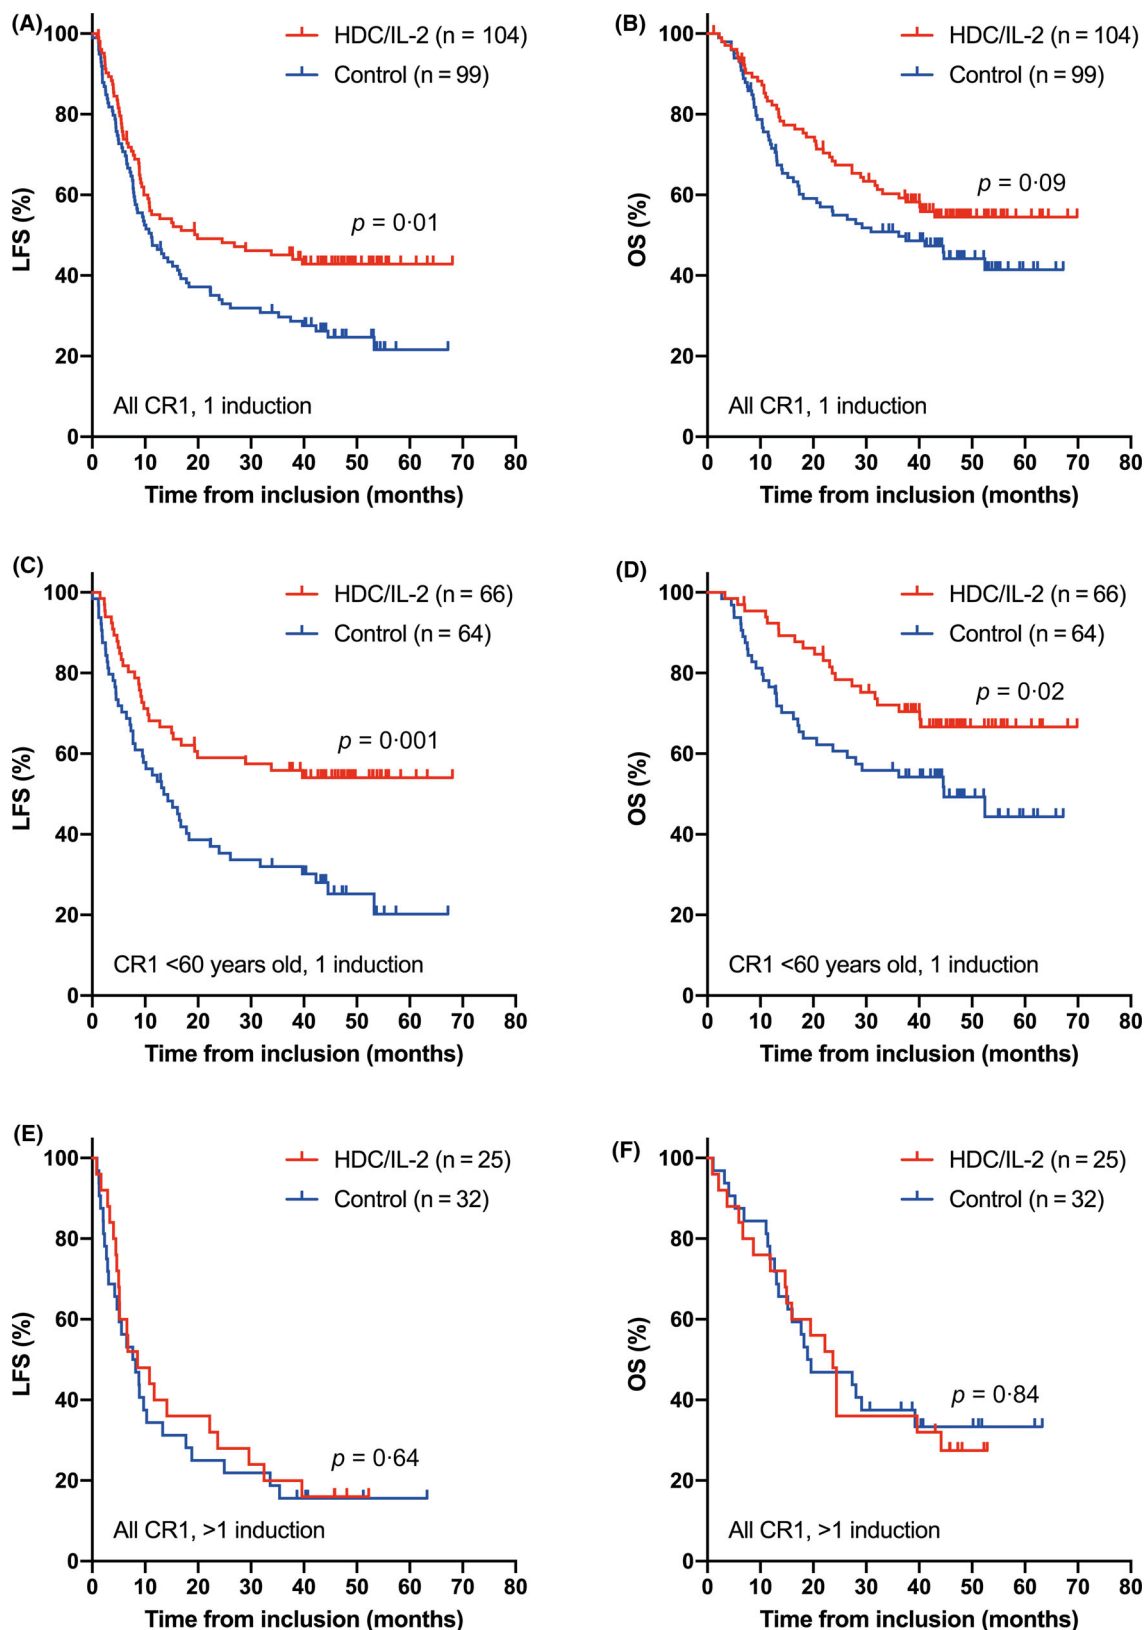 (A)
HDC/IL-2 (n = 104)
Control (n = 99)
100
80
60
40
20
0
LFS (%)
p = 0·01
All CR1, 1 induction
0 10 20 30 40 50 60 70 80
Time from inclusion (months)
(B)
HDC/IL-2 (n = 104)
Control (n = 99)
100
80
60
40
20
0
OS (%)
p = 0·09
All CR1, 1 induction
0 10 20 30 40 50 60 70 80
Time from inclusion (months)
(C)
HDC/IL-2 (n = 66)
Control (n = 64)
100
80
60
40
20
0
LFS (%)
p = 0·001
CR1 <60 years old, 1 induction
0 10 20 30 40 50 60 70 80
Time from inclusion (months)
(D)
HDC/IL-2 (n = 66)
Control (n = 64)
100
80
60
40
20
0
OS (%)
p = 0·02
CR1 <60 years old, 1 induction
0 10 20 30 40 50 60 70 80
Time from inclusion (months)
(E)
HDC/IL-2 (n = 25)
Control (n = 32)
100
80
60
40
20
0
LFS (%)
p = 0·64
All CR1, >1 induction
0 10 20 30 40 50 60 70 80
Time from inclusion (months)
(F)
HDC/IL-2 (n = 25)
Control (n = 32)
100
80
60
40
20
0
OS (%)
p = 0·84
All CR1, >1 induction
0 10 20 30 40 50 60 70 80
Time from inclusion (months)